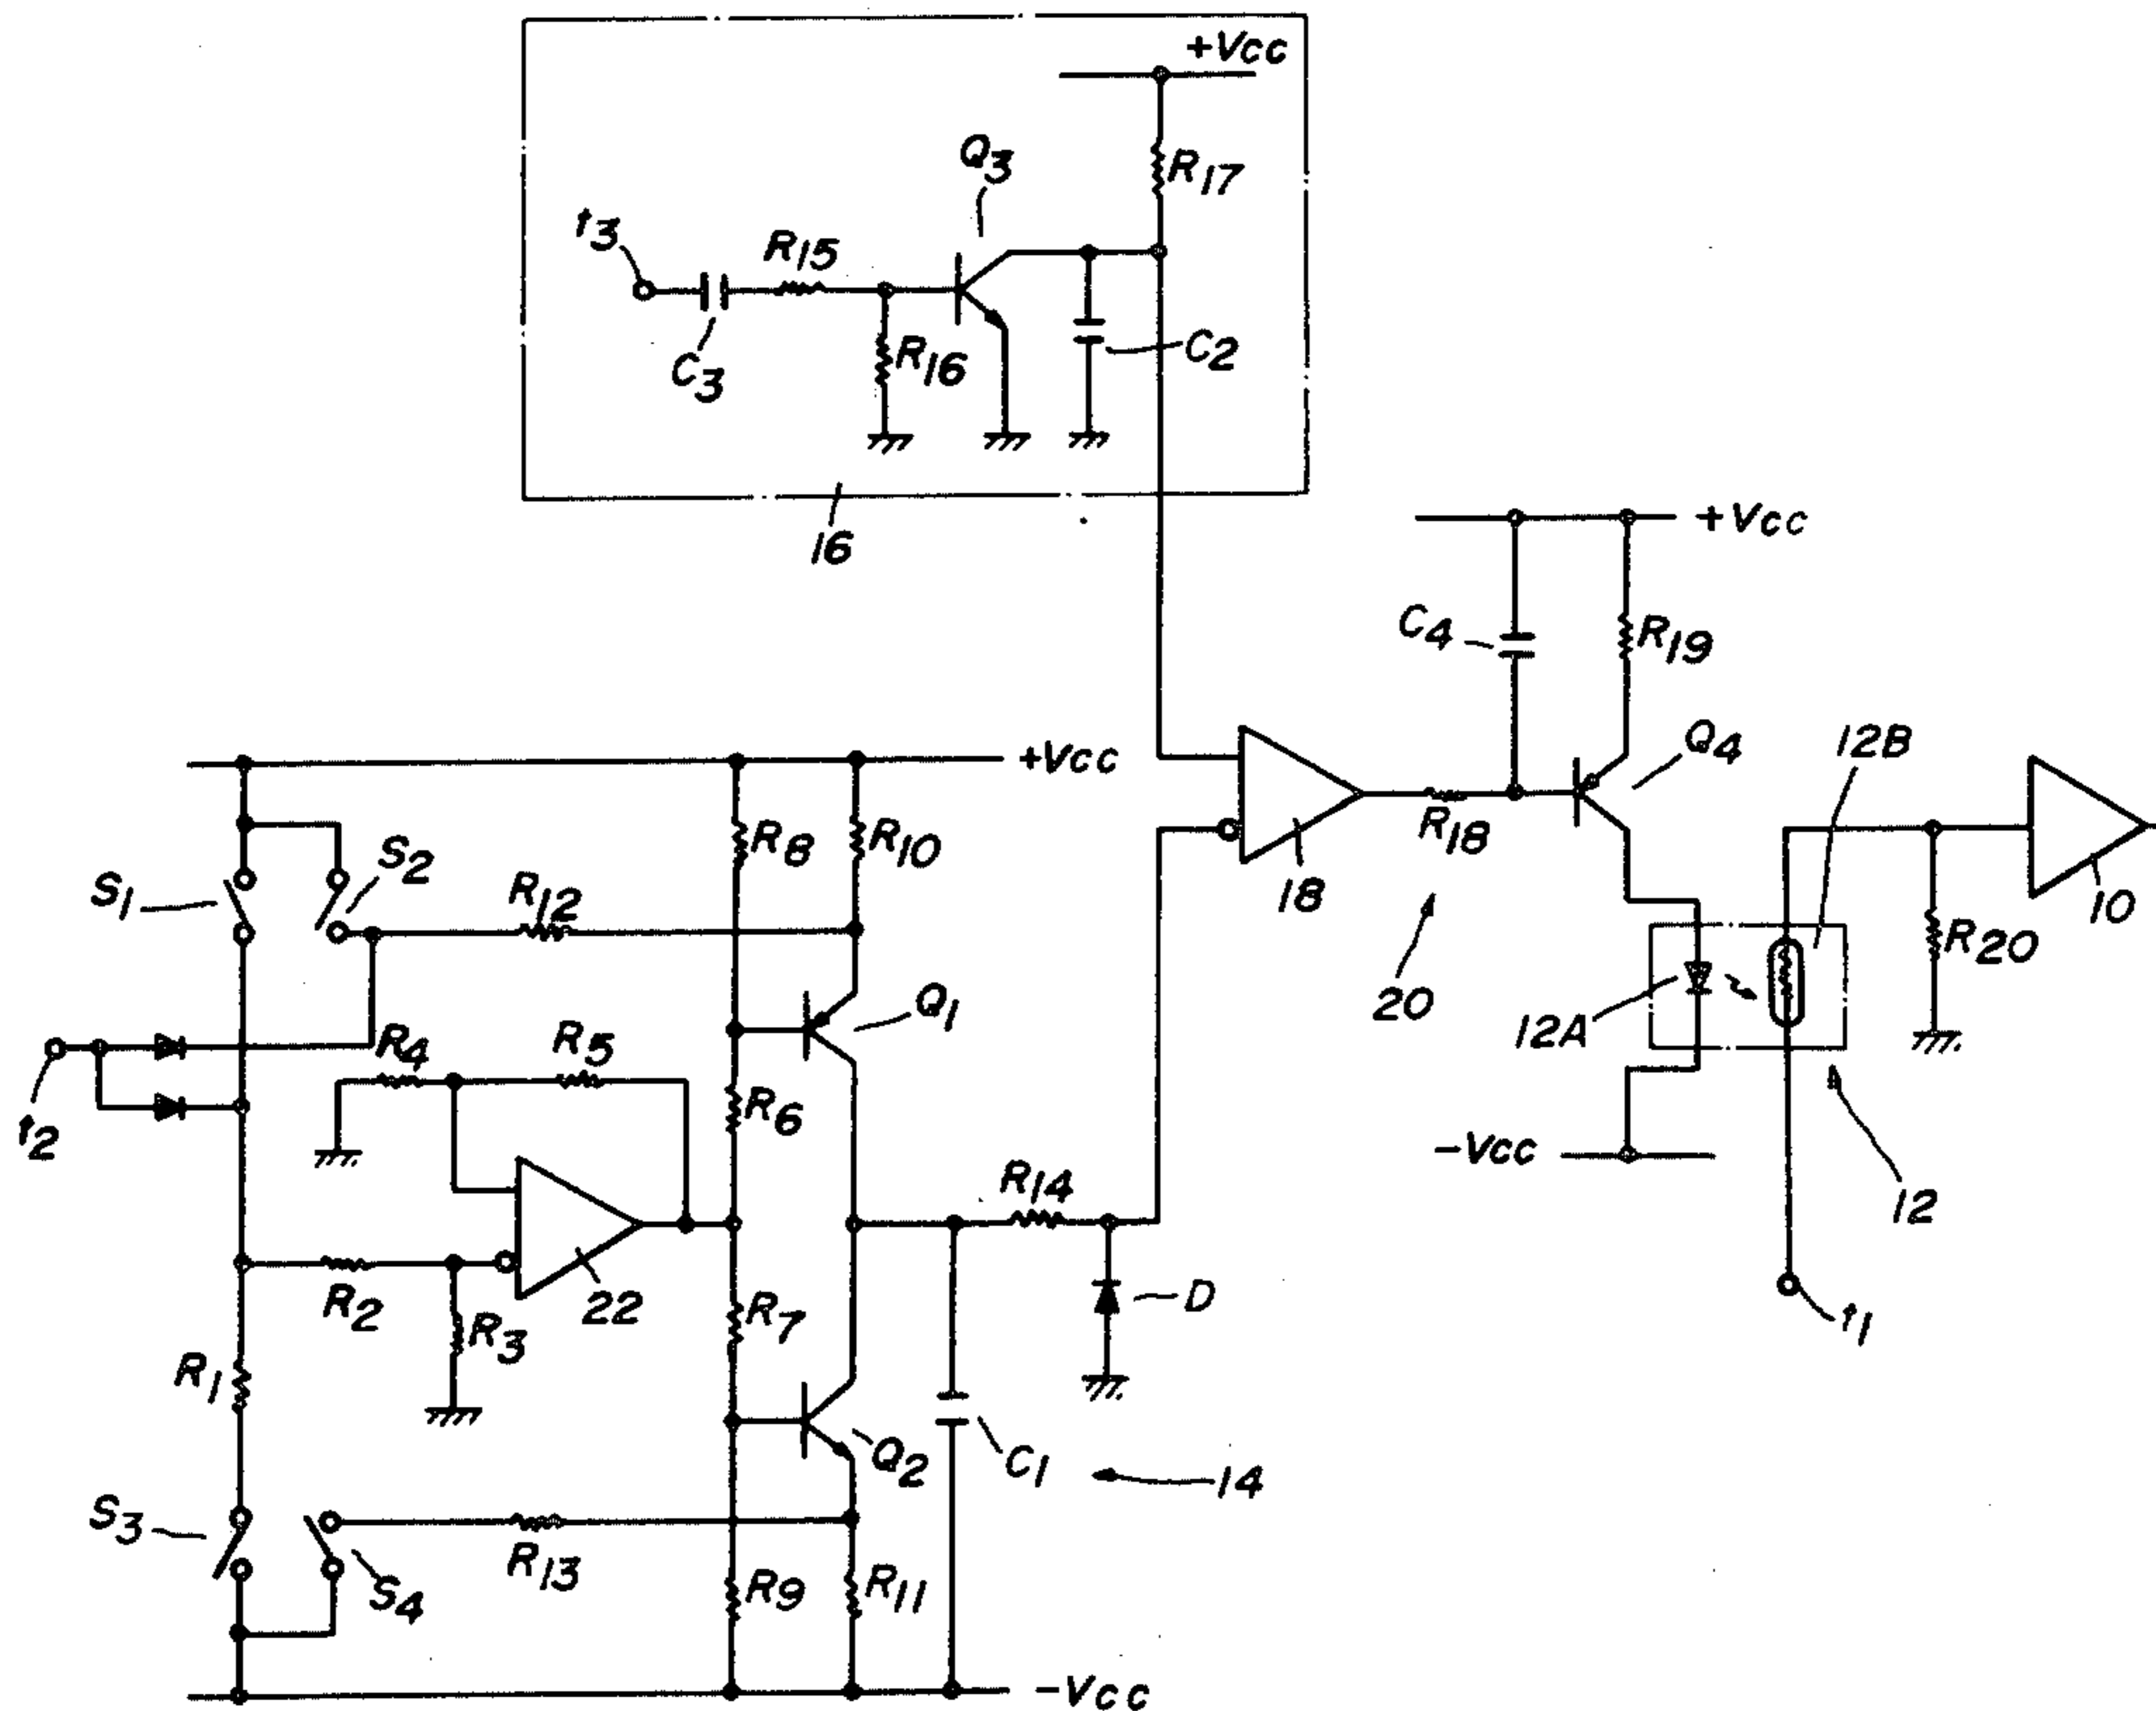 +Vcc
Q3
R17
t3
R15
C3
R16
C2
16
+Vcc
C4
R19
Q4
12B
+Vcc
R8
R10
S1
S2
R12
18
R18
10
R20
20
12A
Q1
R4
R5
t2
R6
-Vcc
12
R14
R2
R3
22
R7
D
t1
R1
Q2
C1
14
S3
S4
R13
R9
R11
-Vcc